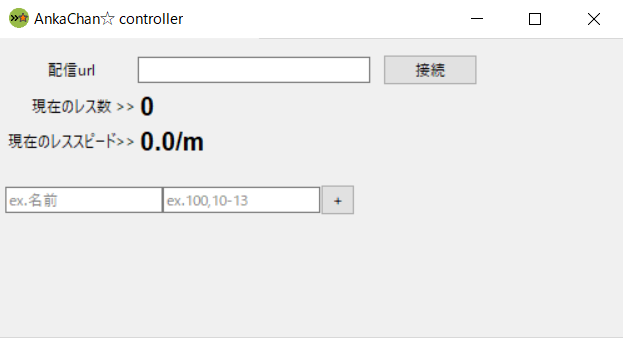 AnkaChan☆ controller
配信url 接続
現在のレス数 >> 0
現在のレススピード>> 0.0/m
ex.名前 ex.100,10-13 +